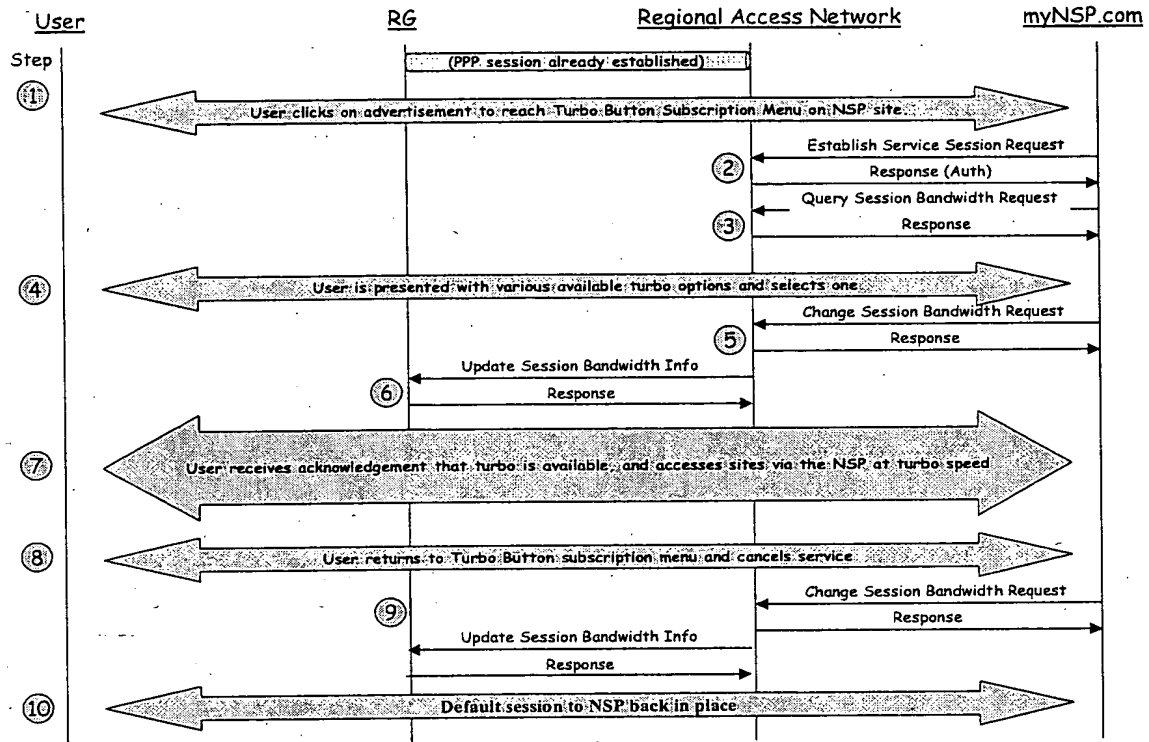 User
RG
Regional Access Network
myNSP.com
Step
(PPP session already established)
1
User clicks on advertisement to reach Turbo Button Subscription Menu on NSP site.
Establish Service Session Request
2
Response (Auth)
Query Session Bandwidth Request
3
Response
4
User is presented with various available turbo options and selects one.
Change Session Bandwidth Request
5
Response
Update Session Bandwidth Info
6
Response
7
User receives acknowledgement that turbo is available, and accesses sites via the NSP at turbo speed
8
User returns to Turbo Button subscription menu and cancels service
Change Session Bandwidth Request
9
Response
Update Session Bandwidth Info
Response
10
Default session to NSP back in place